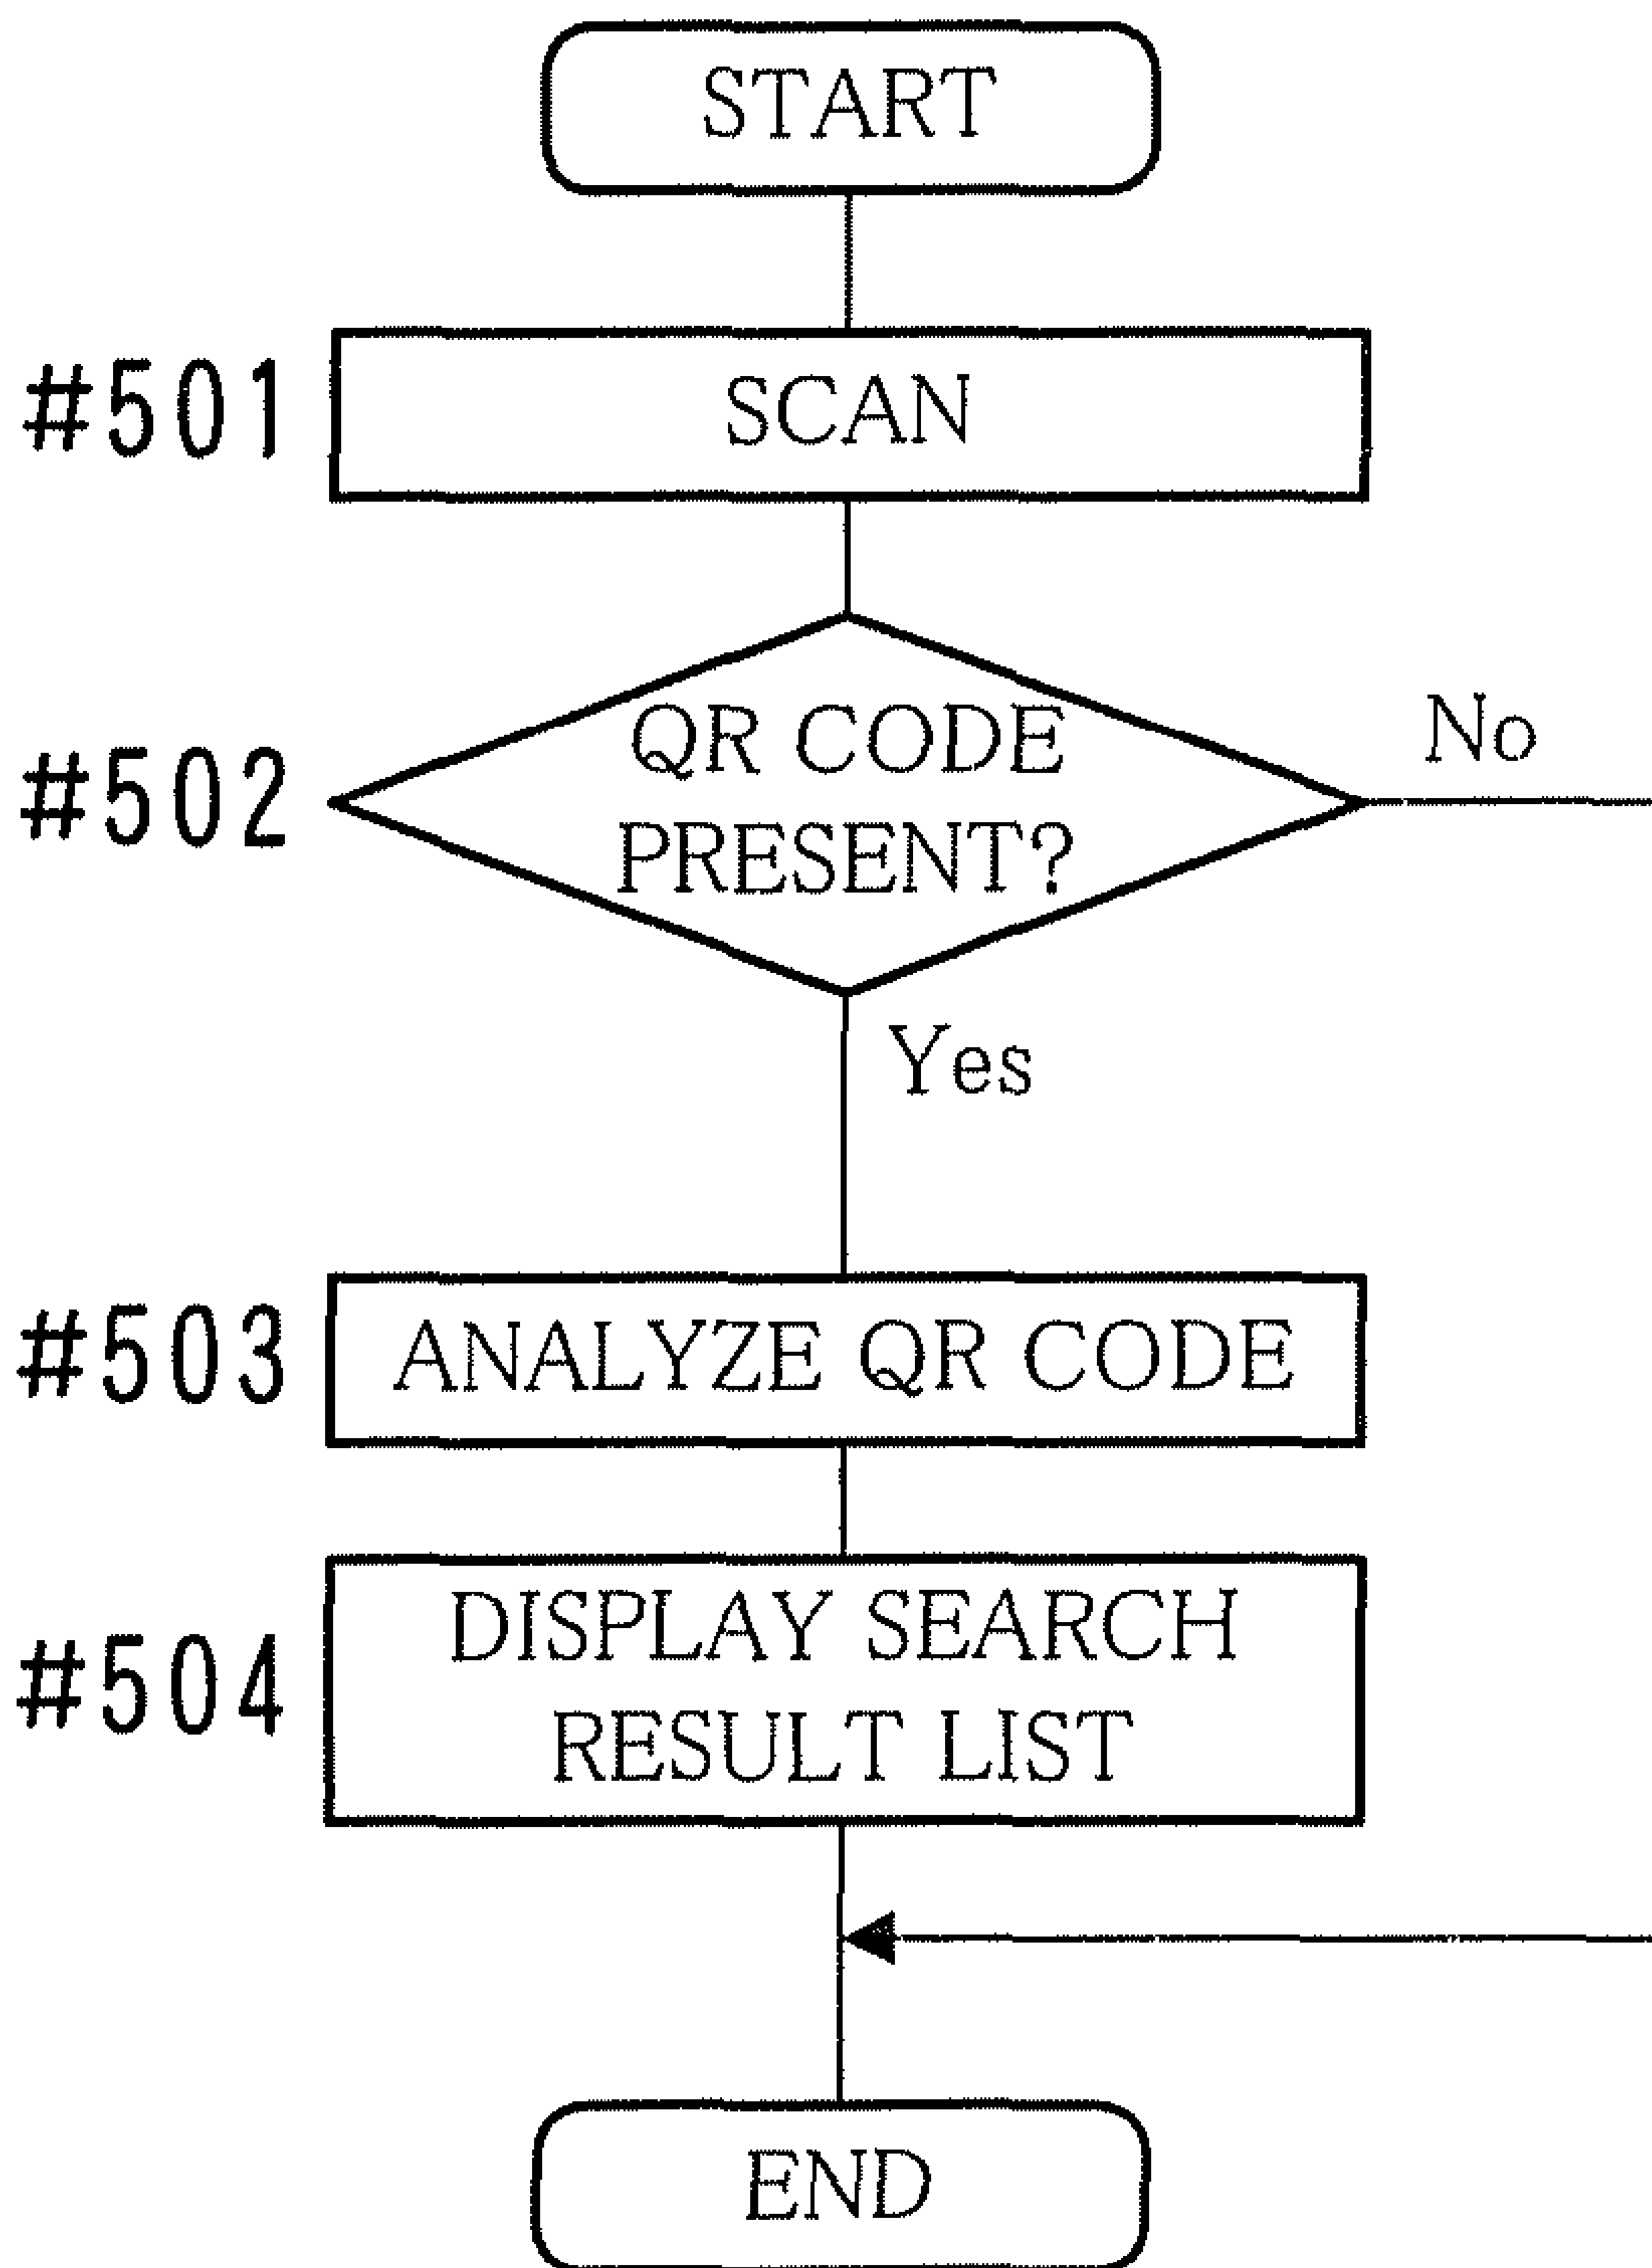 START
#501
SCAN
#502
QR CODE
PRESENT?
No
Yes
#503
ANALYZE QR CODE
#504
DISPLAY SEARCH
RESULT LIST
END